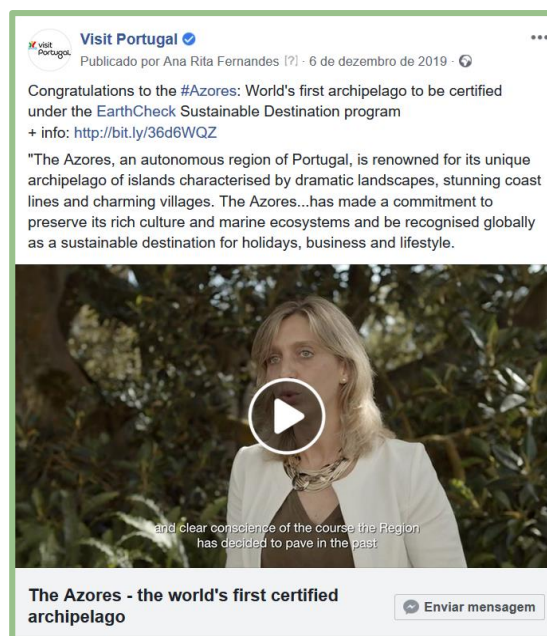 visit
Portugal
Visit Portugal
Publicado por Ana Rita Fernandes [?] · 6 de dezembro de 2019 ·
Congratulations to the #Azores: World's first archipelago to be certified
under the EarthCheck Sustainable Destination program
+ info: http://bit.ly/36d6WQZ
"The Azores, an autonomous region of Portugal, is renowned for its unique
archipelago of islands characterised by dramatic landscapes, stunning coast
lines and charming villages. The Azores...has made a commitment to
preserve its rich culture and marine ecosystems and be recognised globally
as a sustainable destination for holidays, business and lifestyle.
and clear conscience of the course the Region
has decided to pave in the past
The Azores - the world's first certified
archipelago
Enviar mensagem